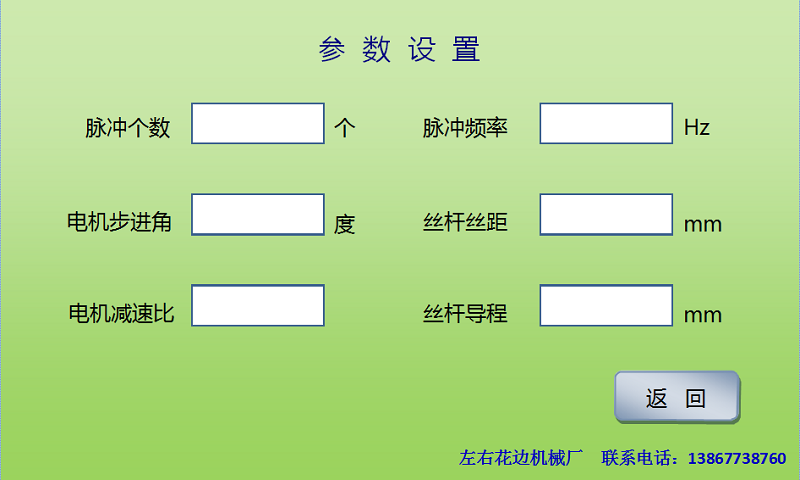 参 数 设 置
脉冲个数 个 脉冲频率 Hz
电机步进角 度 丝杆丝距 mm
电机减速比 丝杆导程 mm
返 回
左右花边机械厂 联系电话：13867738760